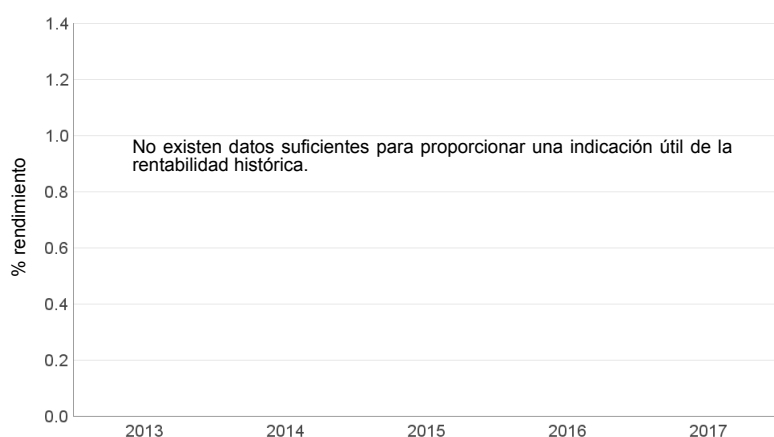 1.4
1.2
1.0
No existen datos suficientes para proporcionar una indicación útil de la
rentabilidad histórica.
0.8
% rendimiento
0.6
0.4
0.2
0.0
2013 2014 2015 2016 2017